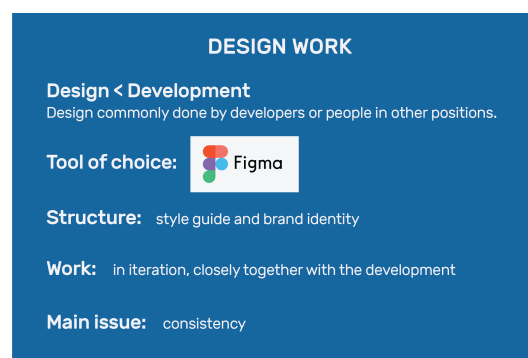 DESIGN WORK
Design < Development
Design commonly done by developers or people in other positions.
Tool of choice: Figma
Structure: style guide and brand identity
Work: in iteration, closely together with the development
Main issue: consistency